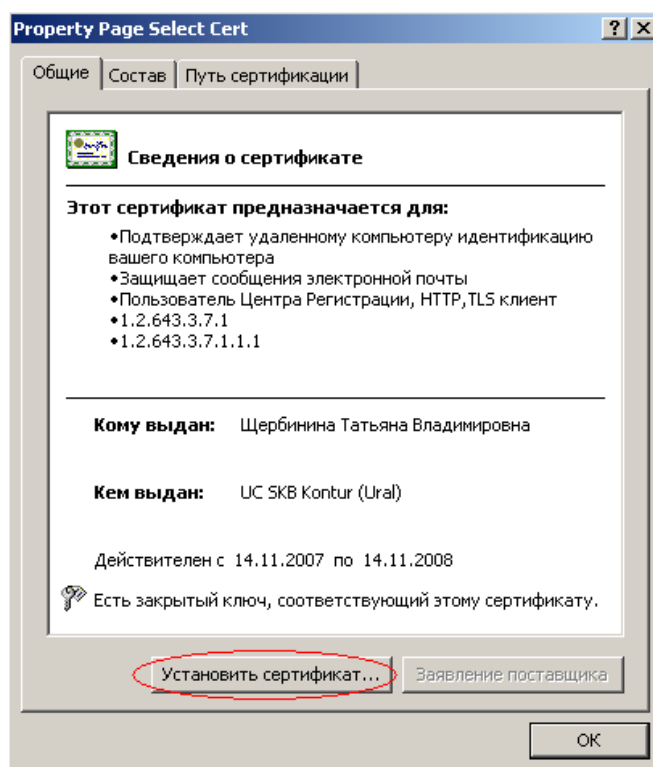 Property Page Select Cert
Общие Состав Путь сертификации
Сведения о сертификате
Этот сертификат предназначается для:
•Подтверждает удаленному компьютеру идентификацию
вашего компьютера
•Защищает сообщения электронной почты
•Пользователь Центра Регистрации, HTTP,TLS клиент
•1.2.643.3.7.1
•1.2.643.3.7.1.1.1
Кому выдан: Щербинина Татьяна Владимировна
Кем выдан: UC SKB Kontur (Ural)
Действителен с 14.11.2007 по 14.11.2008
Есть закрытый ключ, соответствующий этому сертификату.
Установить сертификат... Заявление поставщика
OK